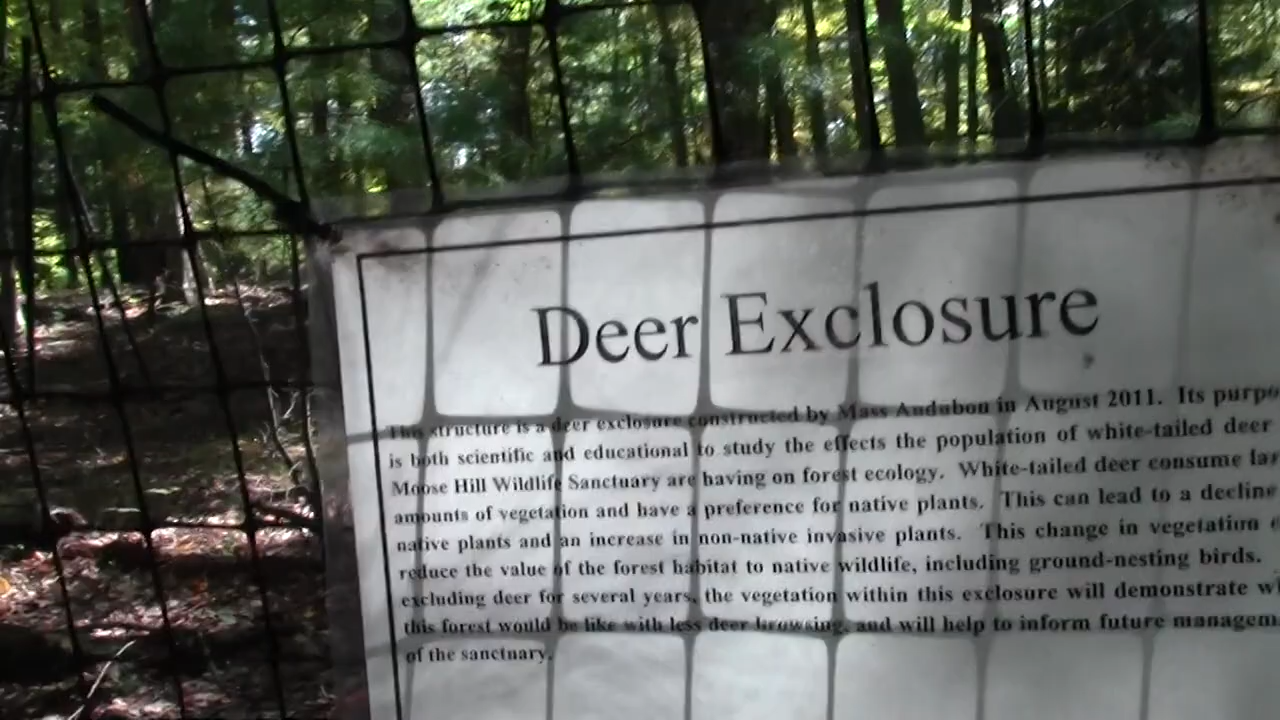 Deer Exclosure
This structure is a deer exclosure constructed by Mass Audubon in August 2011. Its purpo
is both scientific and educational to study the effects the population of white-tailed deer
Moose Hill Wildlife Sanctuary are having on forest ecology. White-tailed deer consume lar
amounts of vegetation and have a preference for native plants. This can lead to a decline
native plants and an increase in non-native invasive plants. This change in vegetation
reduce the value of the forest habitat to native wildlife, including ground-nesting birds.
excluding deer for several years, the vegetation within this exclosure will demonstrate w
this forest would be like with less deer browsing, and will help to inform future managem
of the sanctuary.